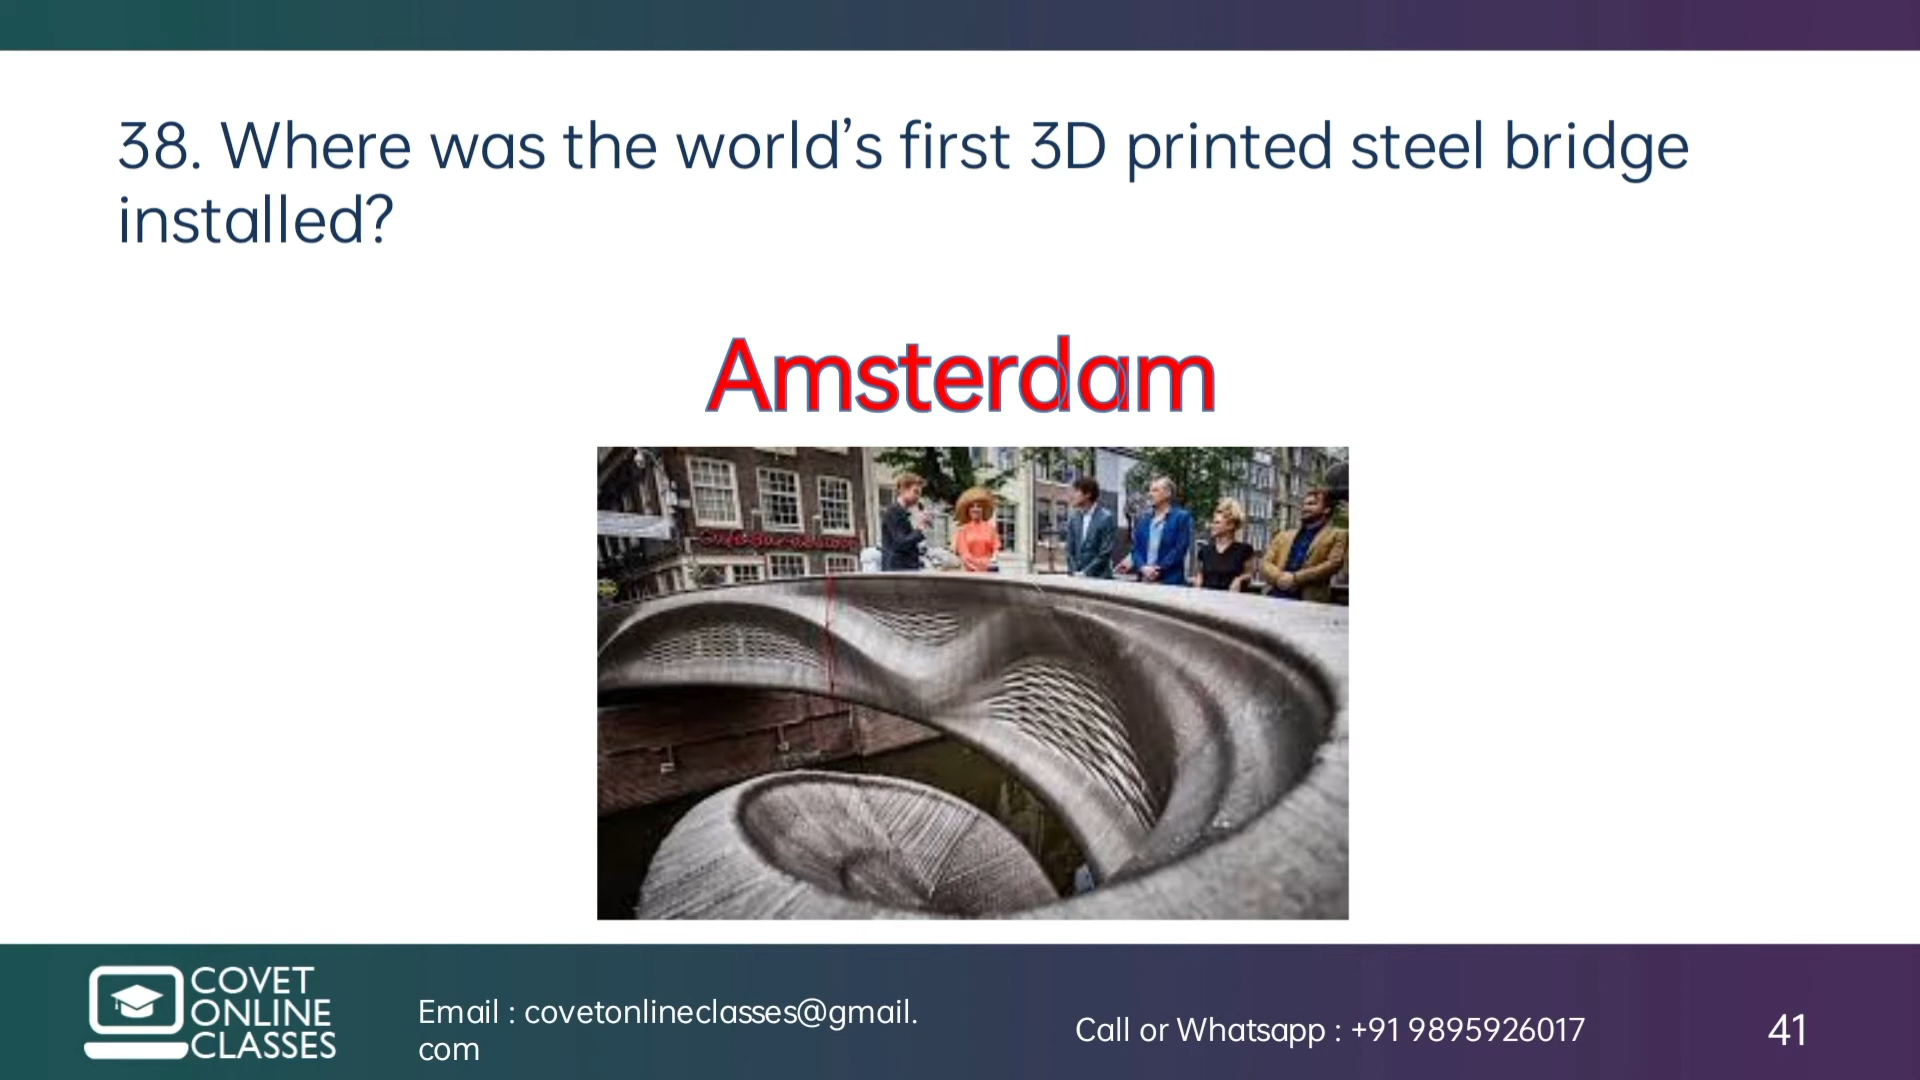 38. Where was the world’s first 3D printed steel bridge
installed?
Amsterdam
COVET
ONLINE
CLASSES
Email : covetonlineclasses@gmail.
com
Call or Whatsapp : +91 9895926017
41